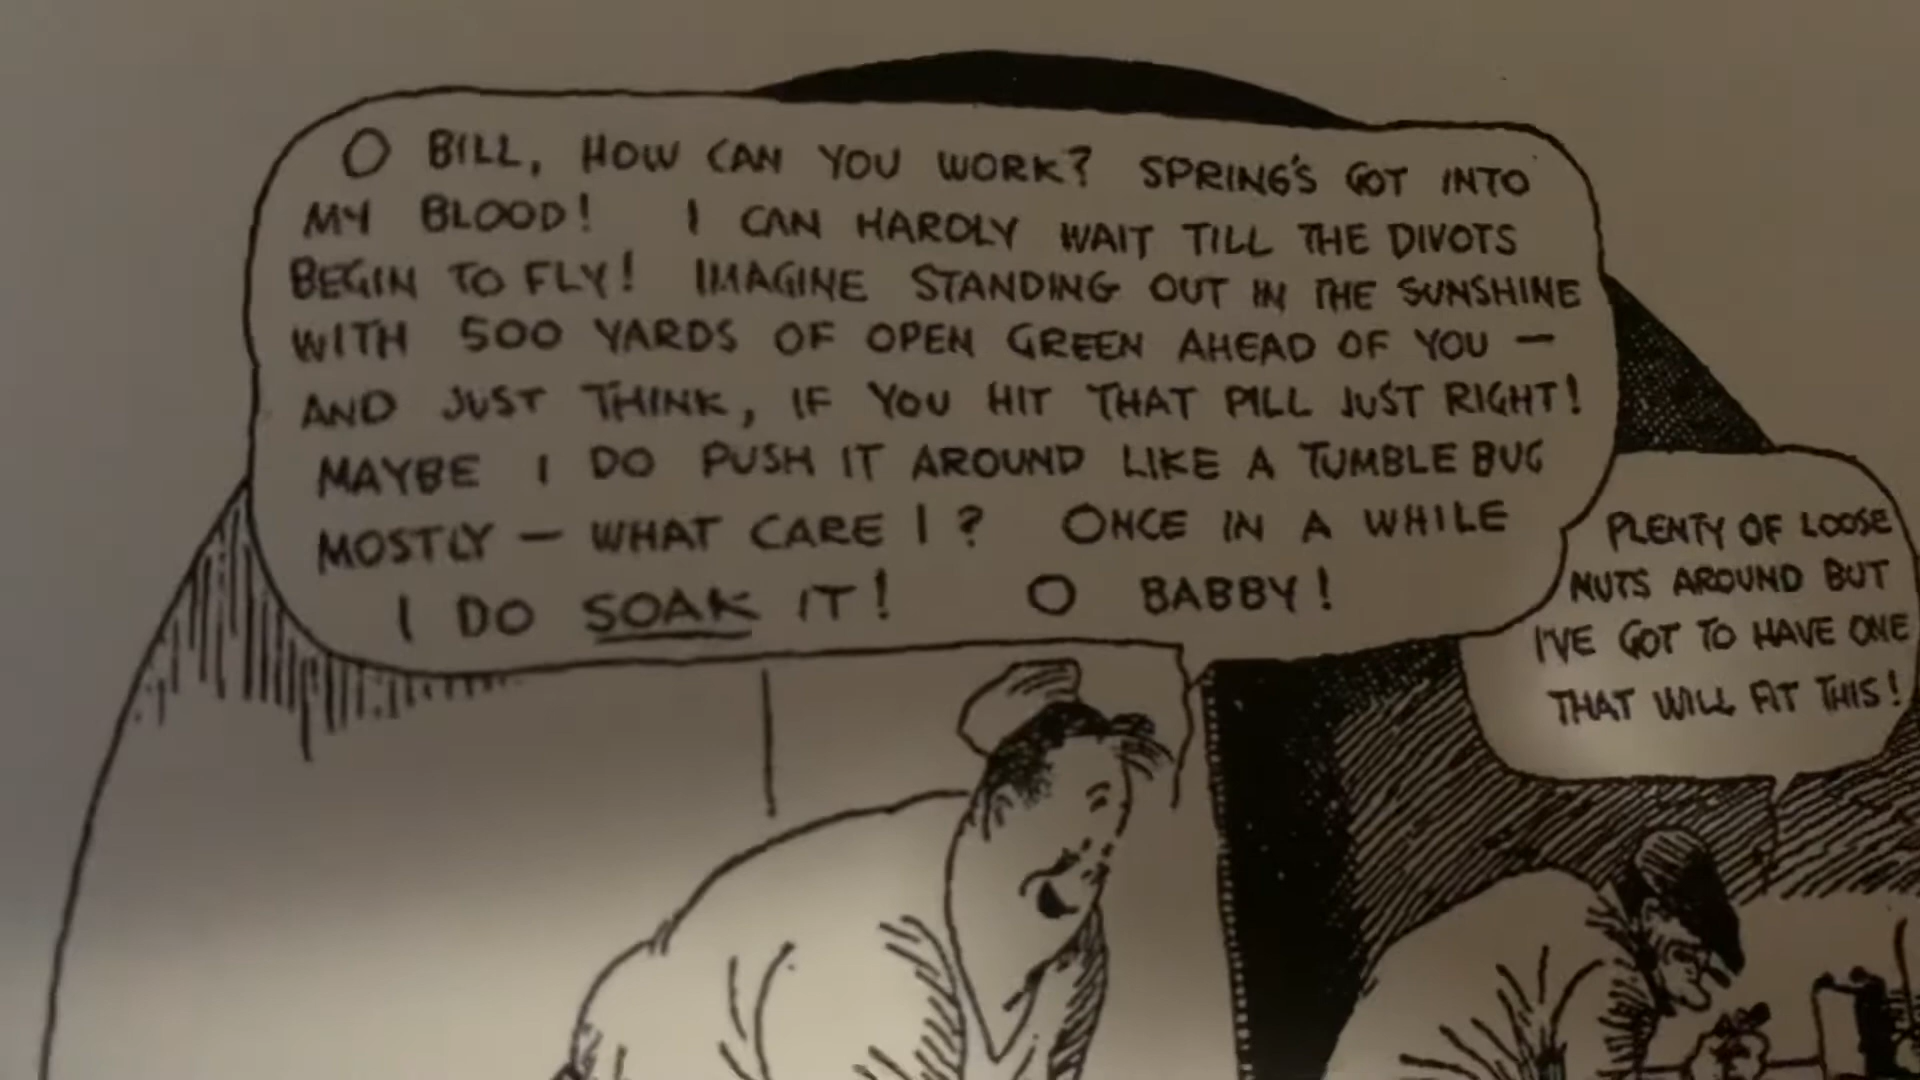 O BILL, HOW CAN YOU WORK? SPRING'S GOT INTO
MY BLOOD! I CAN HARDLY WAIT TILL THE DIVOTS
BEGIN TO FLY! IMAGINE STANDING OUT IN THE SUNSHINE
WITH 500 YARDS OF OPEN GREEN AHEAD OF YOU —
AND JUST THINK, IF YOU HIT THAT PILL JUST RIGHT!
MAYBE I DO PUSH IT AROUND LIKE A TUMBLE BUG
MOSTLY — WHAT CARE I? ONCE IN A WHILE
I DO SOAK IT! O BABBY!
PLENTY OF LOOSE
NUTS AROUND BUT
I'VE GOT TO HAVE ONE
THAT WILL FIT THIS!